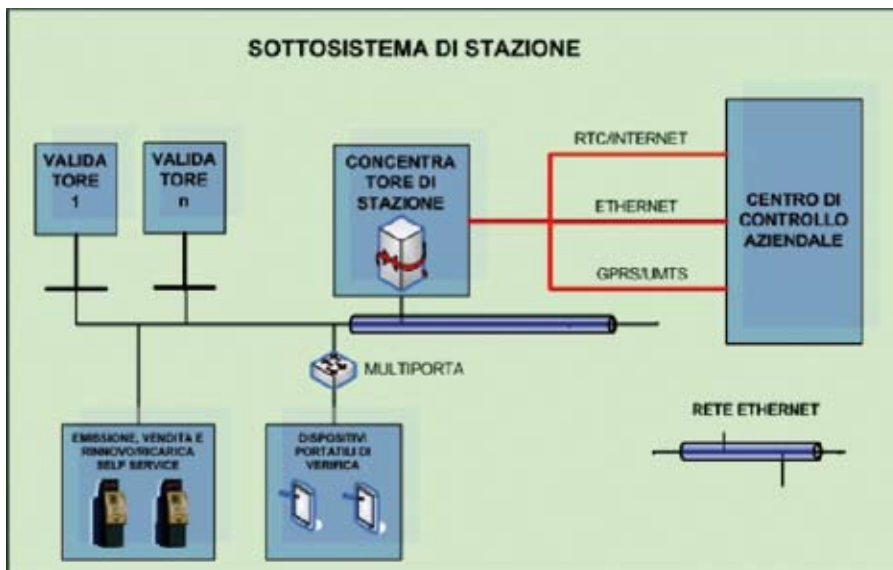 SOTTOSISTEMA DI STAZIONE
VALIDA
TORE
1
VALIDA
TORE
n
CONCENTRA
TORE DI
STAZIONE
RTC/INTERNET
ETHERNET
GPRS/UMTS
CENTRO DI
CONTROLLO
AZIENDALE
MULTIPORTA
EMISSIONE, VENDITA E
RINNOVO/RICARICA
SELF SERVICE
DISPOSITIVI
PORTATILI DI
VERIFICA
RETE ETHERNET